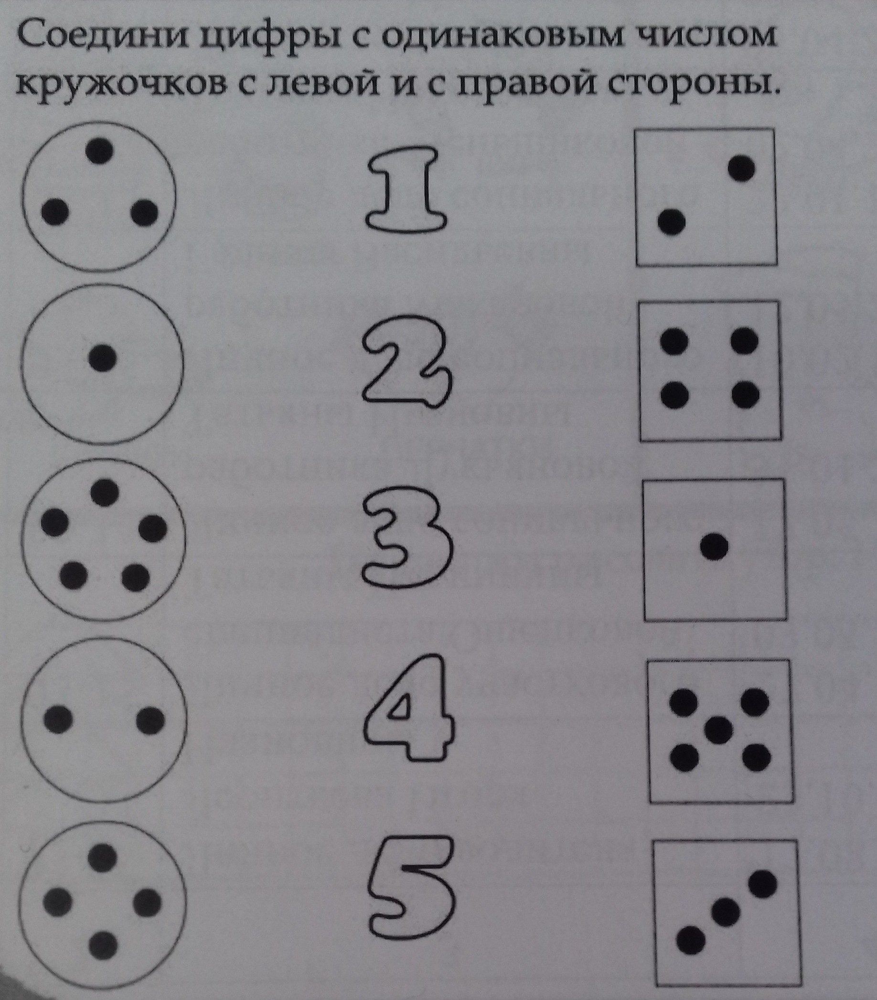 Соедини цифры с одинаковым числом
кружочков с левой и с правой стороны.
1
2
3
4
5